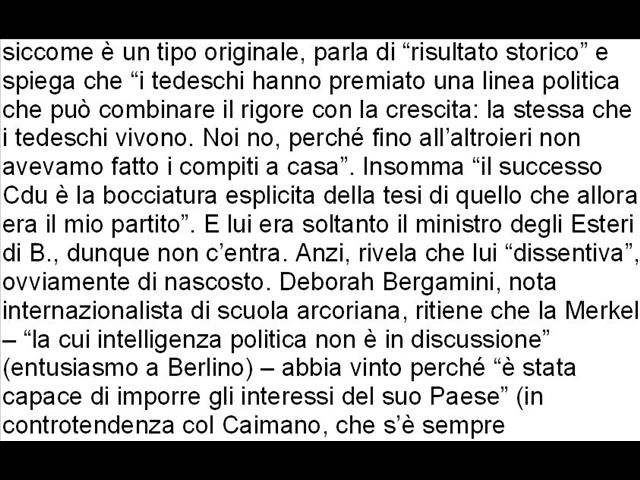 siccome è un tipo originale, parla di “risultato storico” e
spiega che “i tedeschi hanno premiato una linea politica
che può combinare il rigore con la crescita: la stessa che
i tedeschi vivono. Noi no, perché fino all’altroieri non
avevamo fatto i compiti a casa”. Insomma “il successo
Cdu è la bocciatura esplicita della tesi di quello che allora
era il mio partito”. E lui era soltanto il ministro degli Esteri
di B., dunque non c’entra. Anzi, rivela che lui “dissentiva”,
ovviamente di nascosto. Deborah Bergamini, nota
internazionalista di scuola arcoriana, ritiene che la Merkel
– “la cui intelligenza politica non è in discussione”
(entusiasmo a Berlino) – abbia vinto perché “è stata
capace di imporre gli interessi del suo Paese” (in
controtendenza col Caimano, che s’è sempre